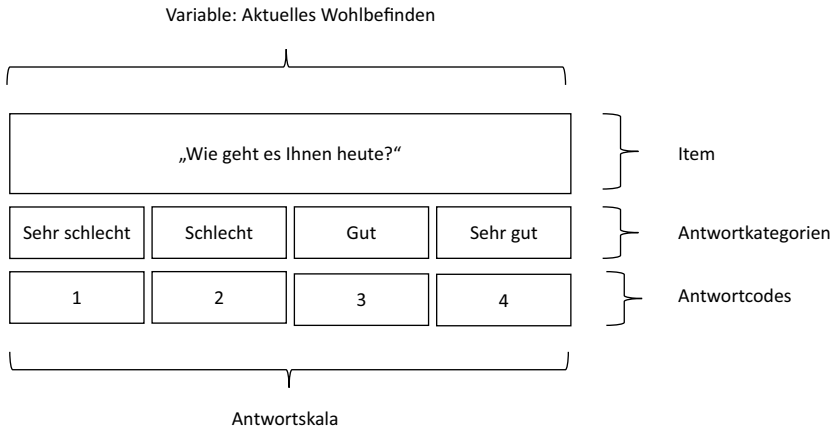 Variable: Aktuelles Wohlbefinden
„Wie geht es Ihnen heute?“
Item
Sehr schlecht
Schlecht
Gut
Sehr gut
Antwortkategorien
1
2
3
4
Antwortcodes
Antwortskala